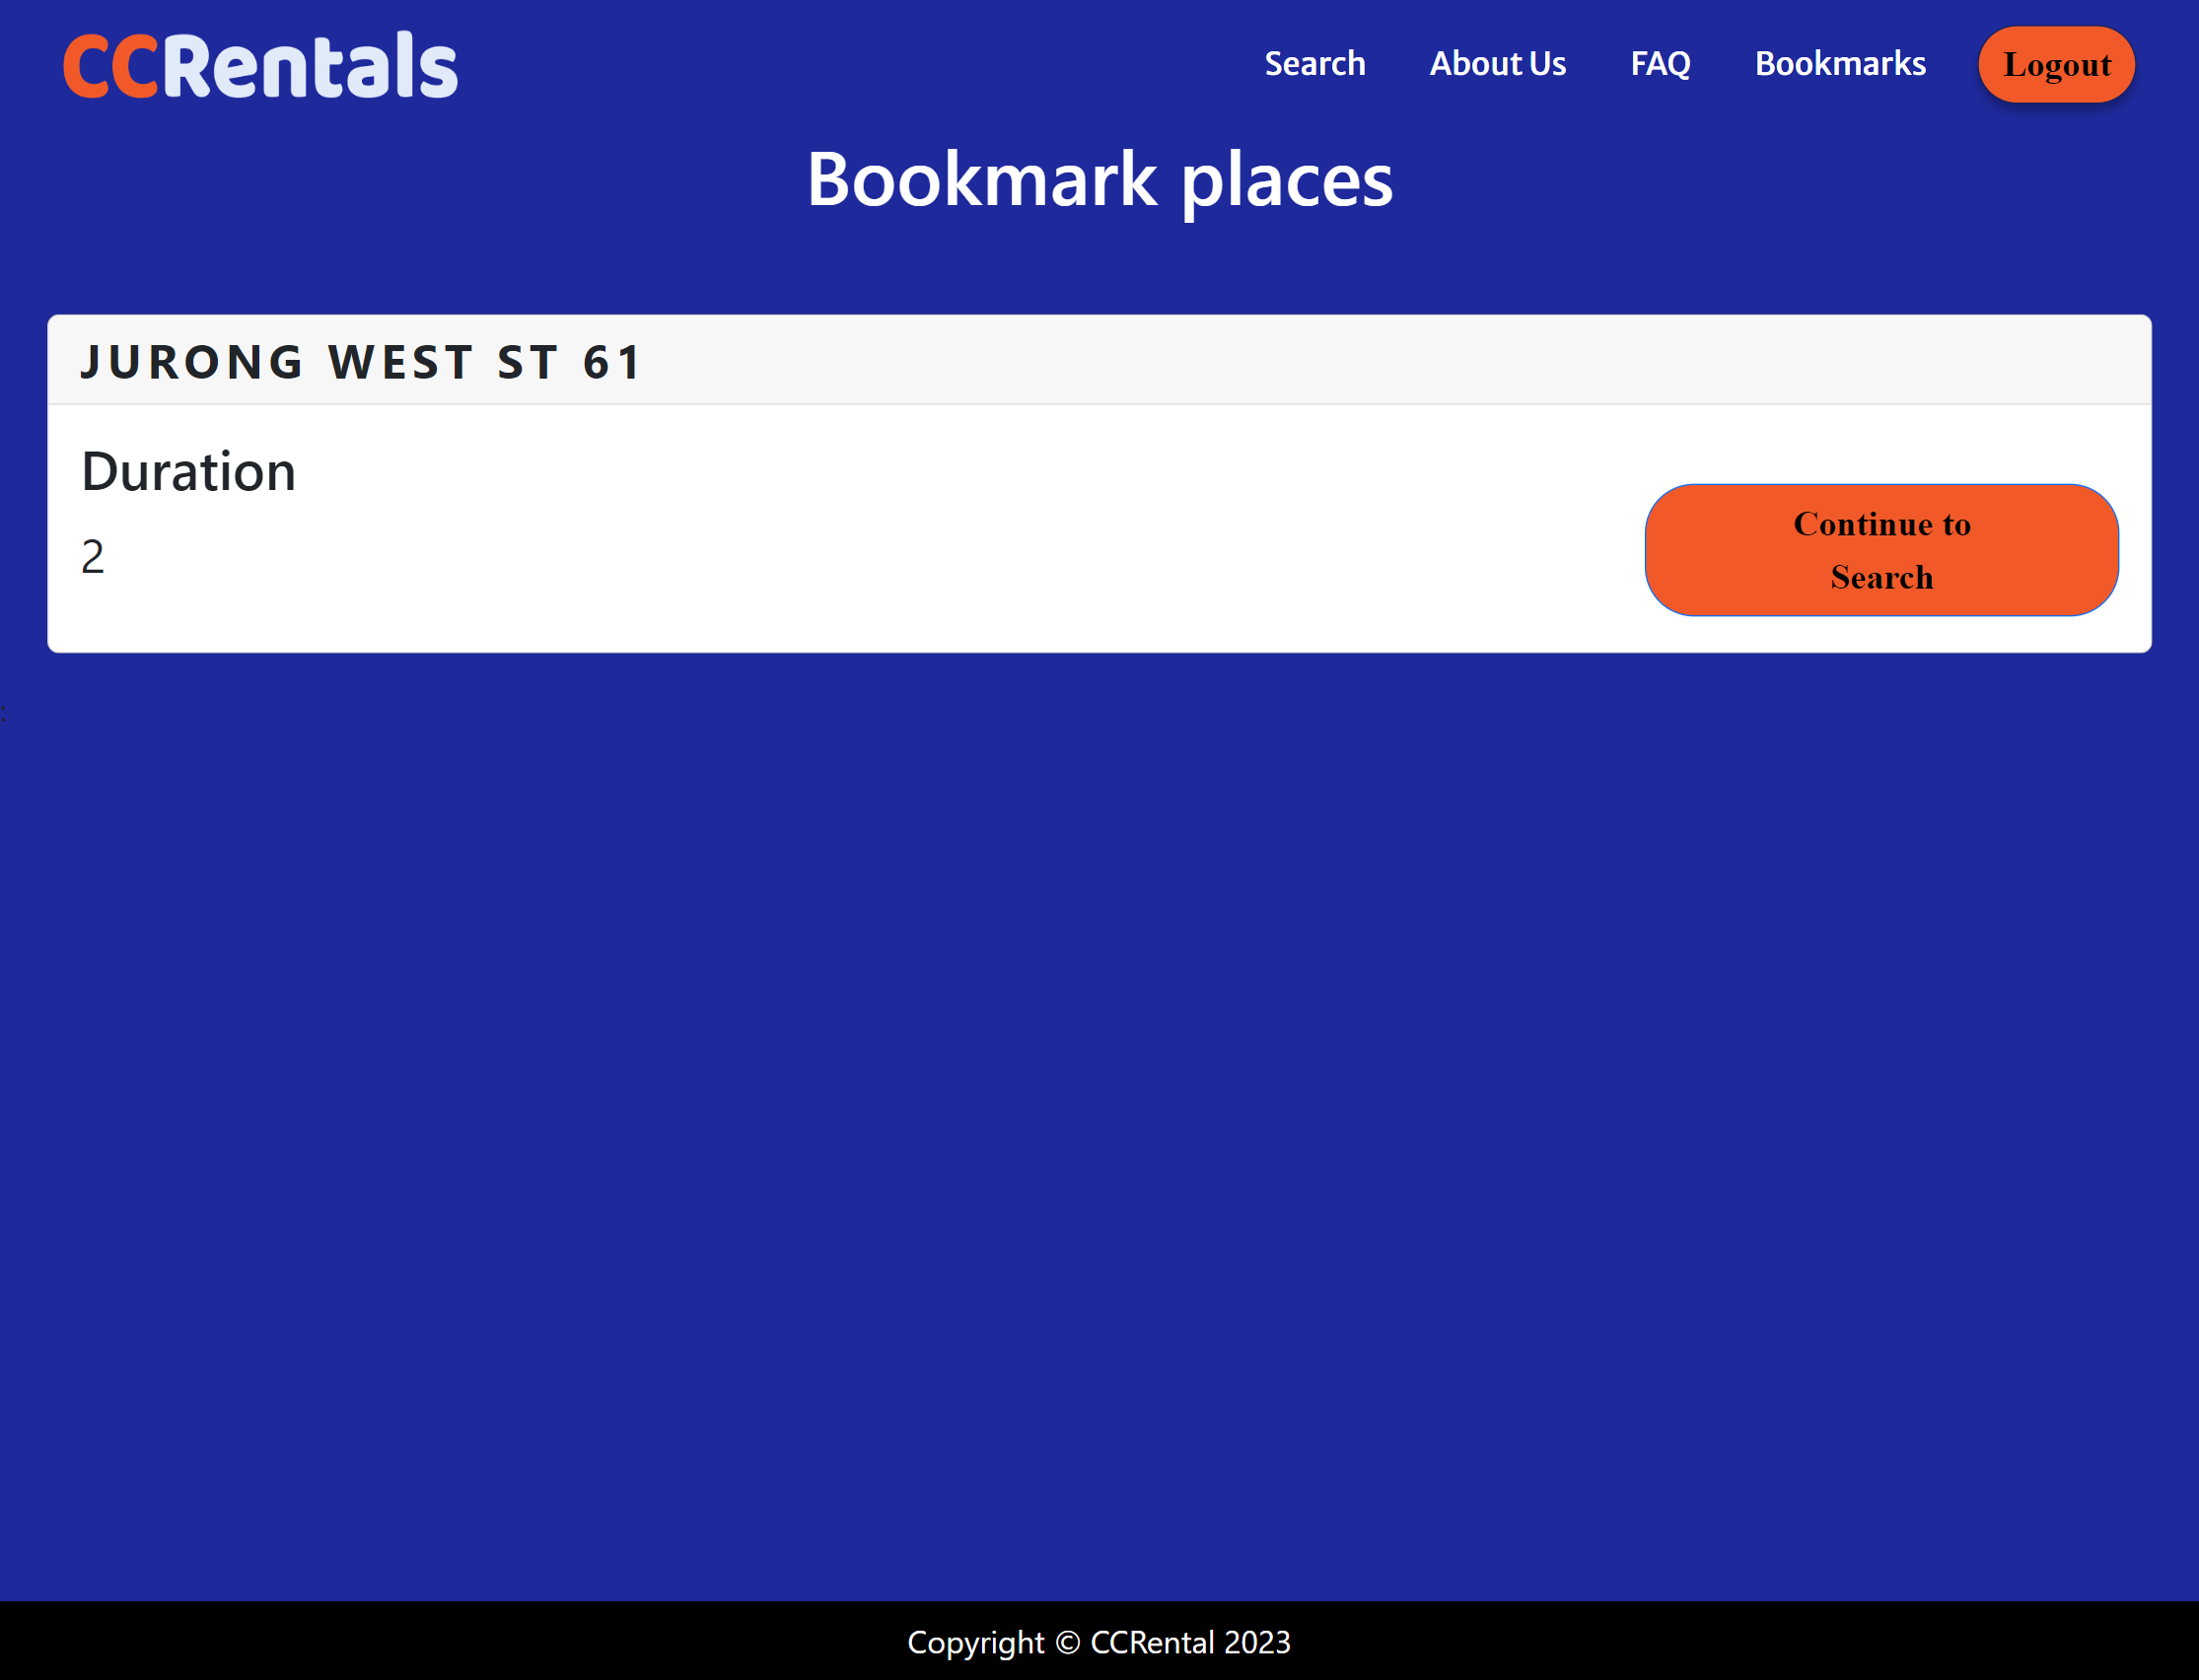 CCRentals
Search About Us FAQ Bookmarks Logout
Bookmark places
JURONG WEST ST 61
Duration
2
Continue to
Search
:
Copyright © CCRental 2023